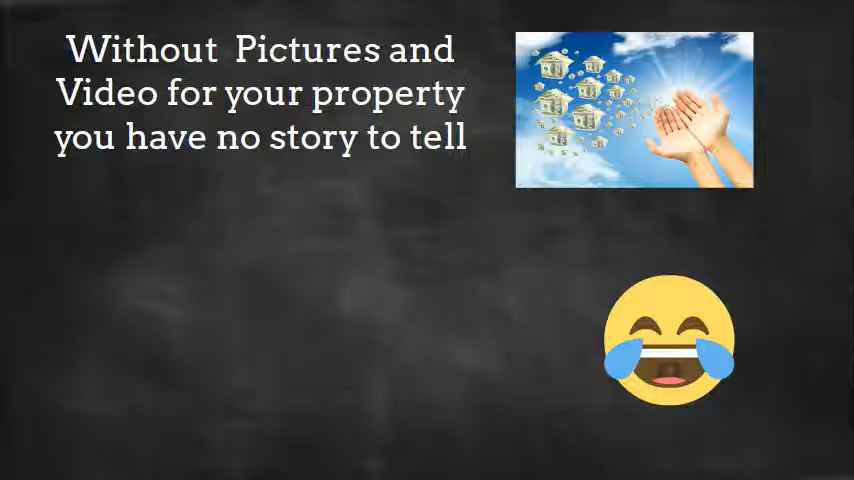 Without  Pictures and
Video for your property
you have no story to tell